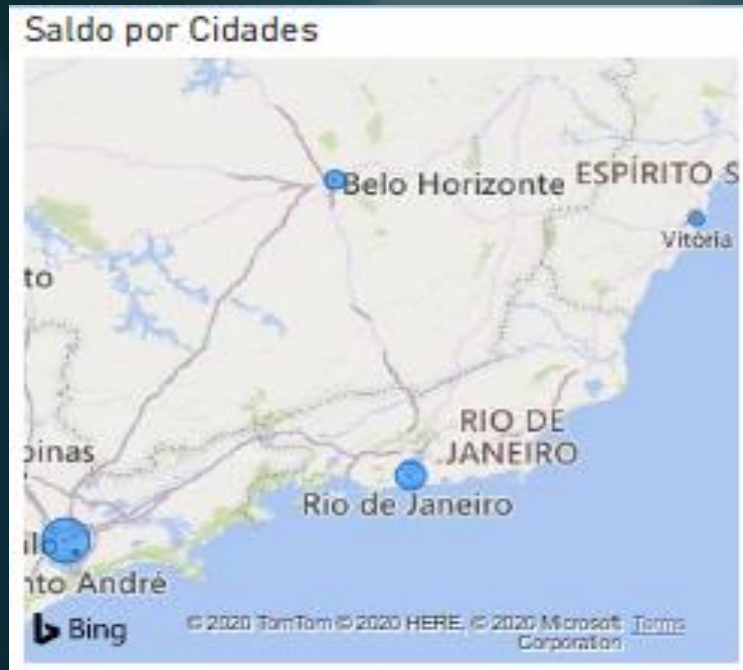 Saldo por Cidades
Belo Horizonte
ESPÍRITO S
Vitória
to
RIO DE
JANEIRO
pinas
Rio de Janeiro
ilo
nto André
Bing
© 2020 TomTom © 2020 HERE, © 2020 Microsoft Terms
Corporation